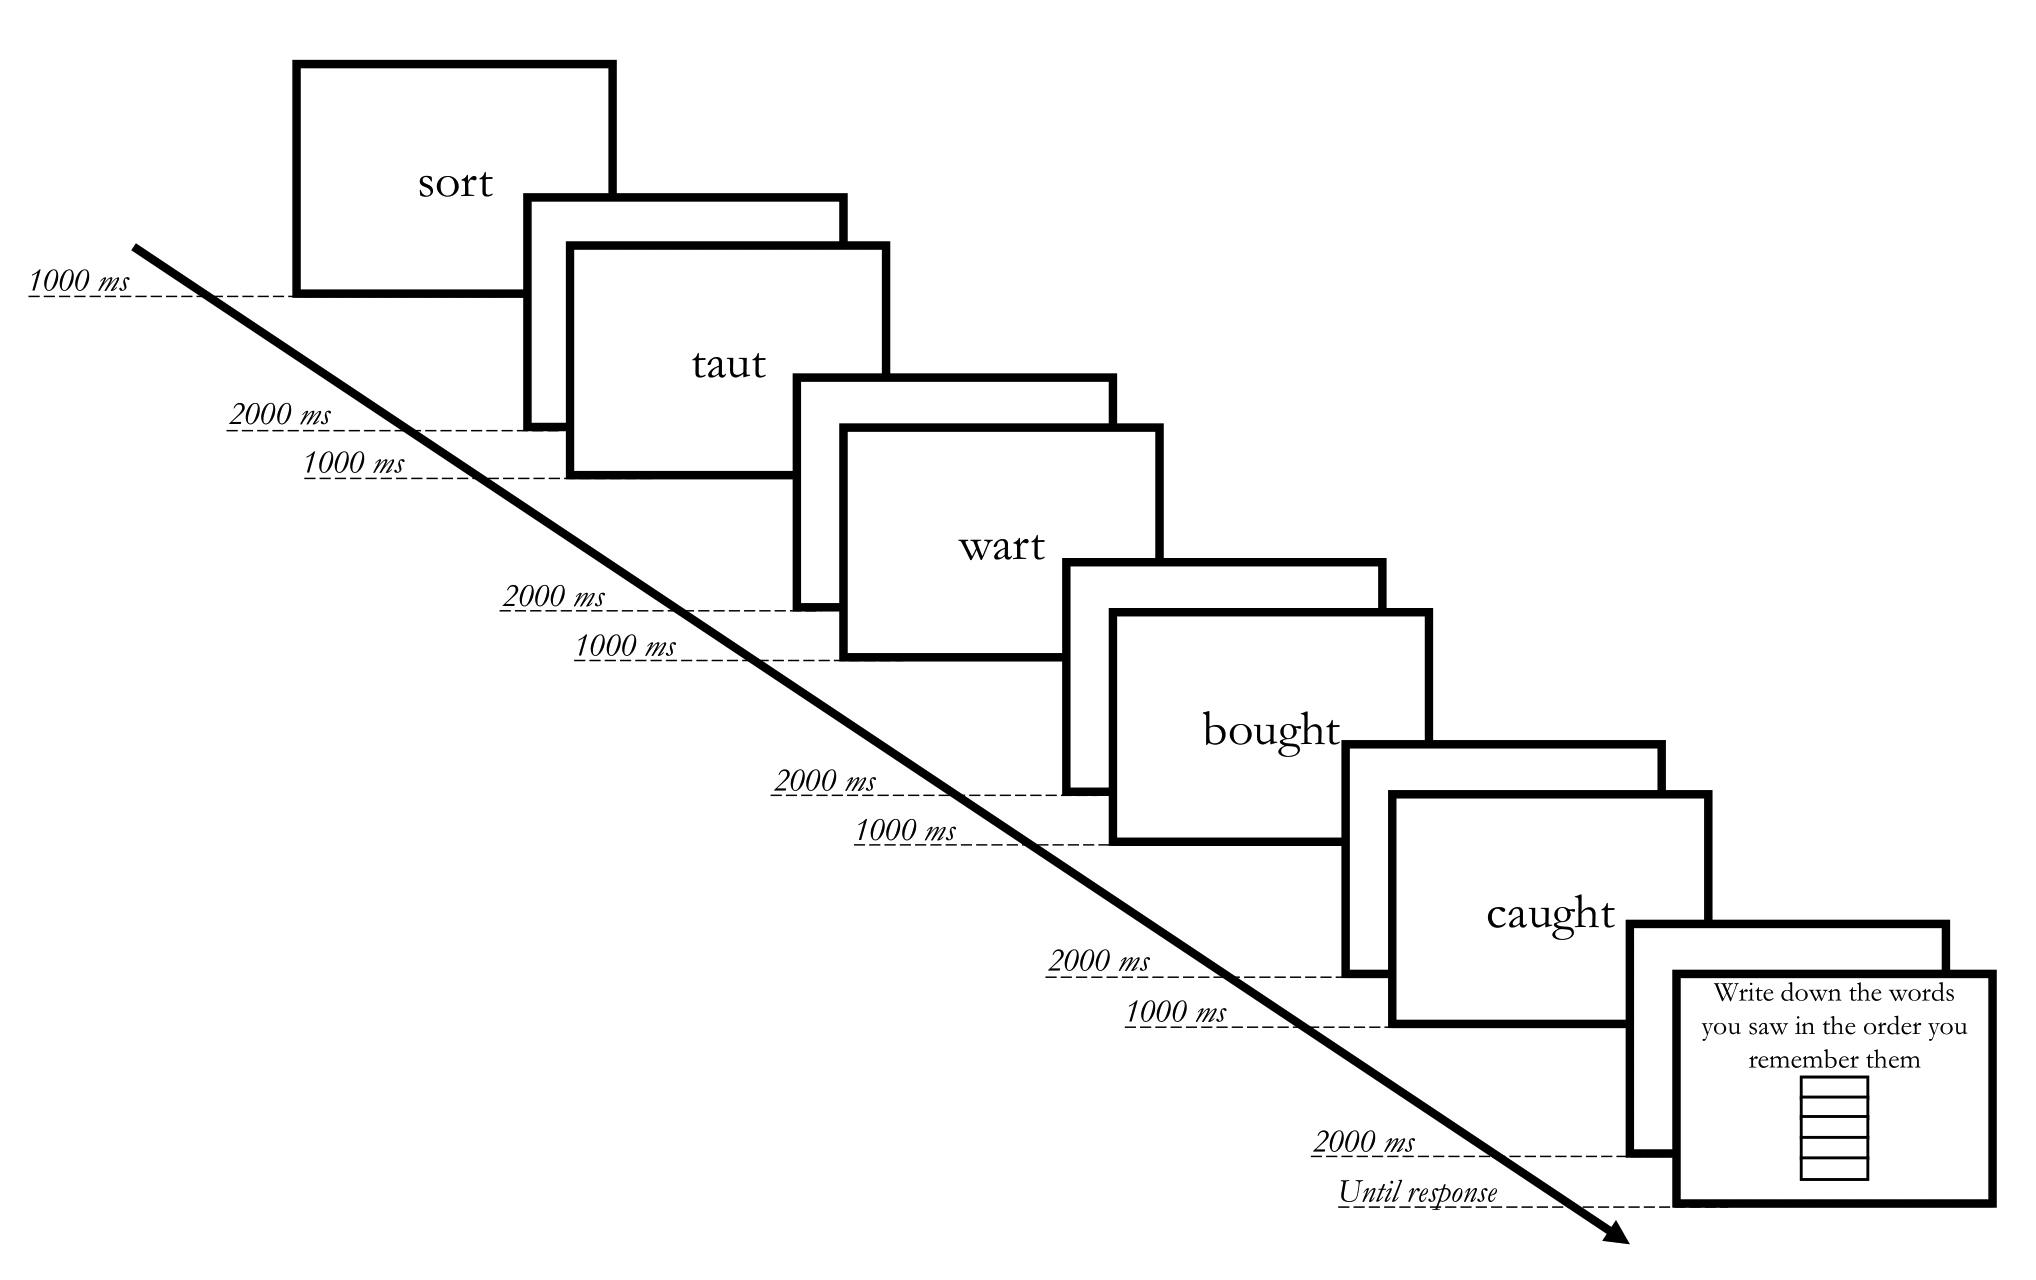 sort
1000 ms
2000 ms
taut
1000 ms
2000 ms
wart
1000 ms
2000 ms
bought
1000 ms
2000 ms
caught
1000 ms
2000 ms
Write down the words
you saw in the order you
remember them
Until response